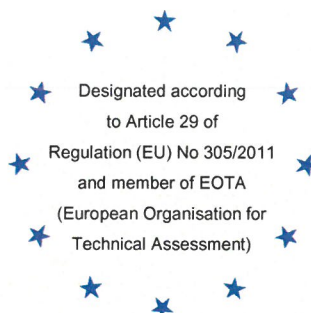 Designated according
to Article 29 of
Regulation (EU) No 305/2011
and member of EOTA
(European Organisation for
Technical Assessment)